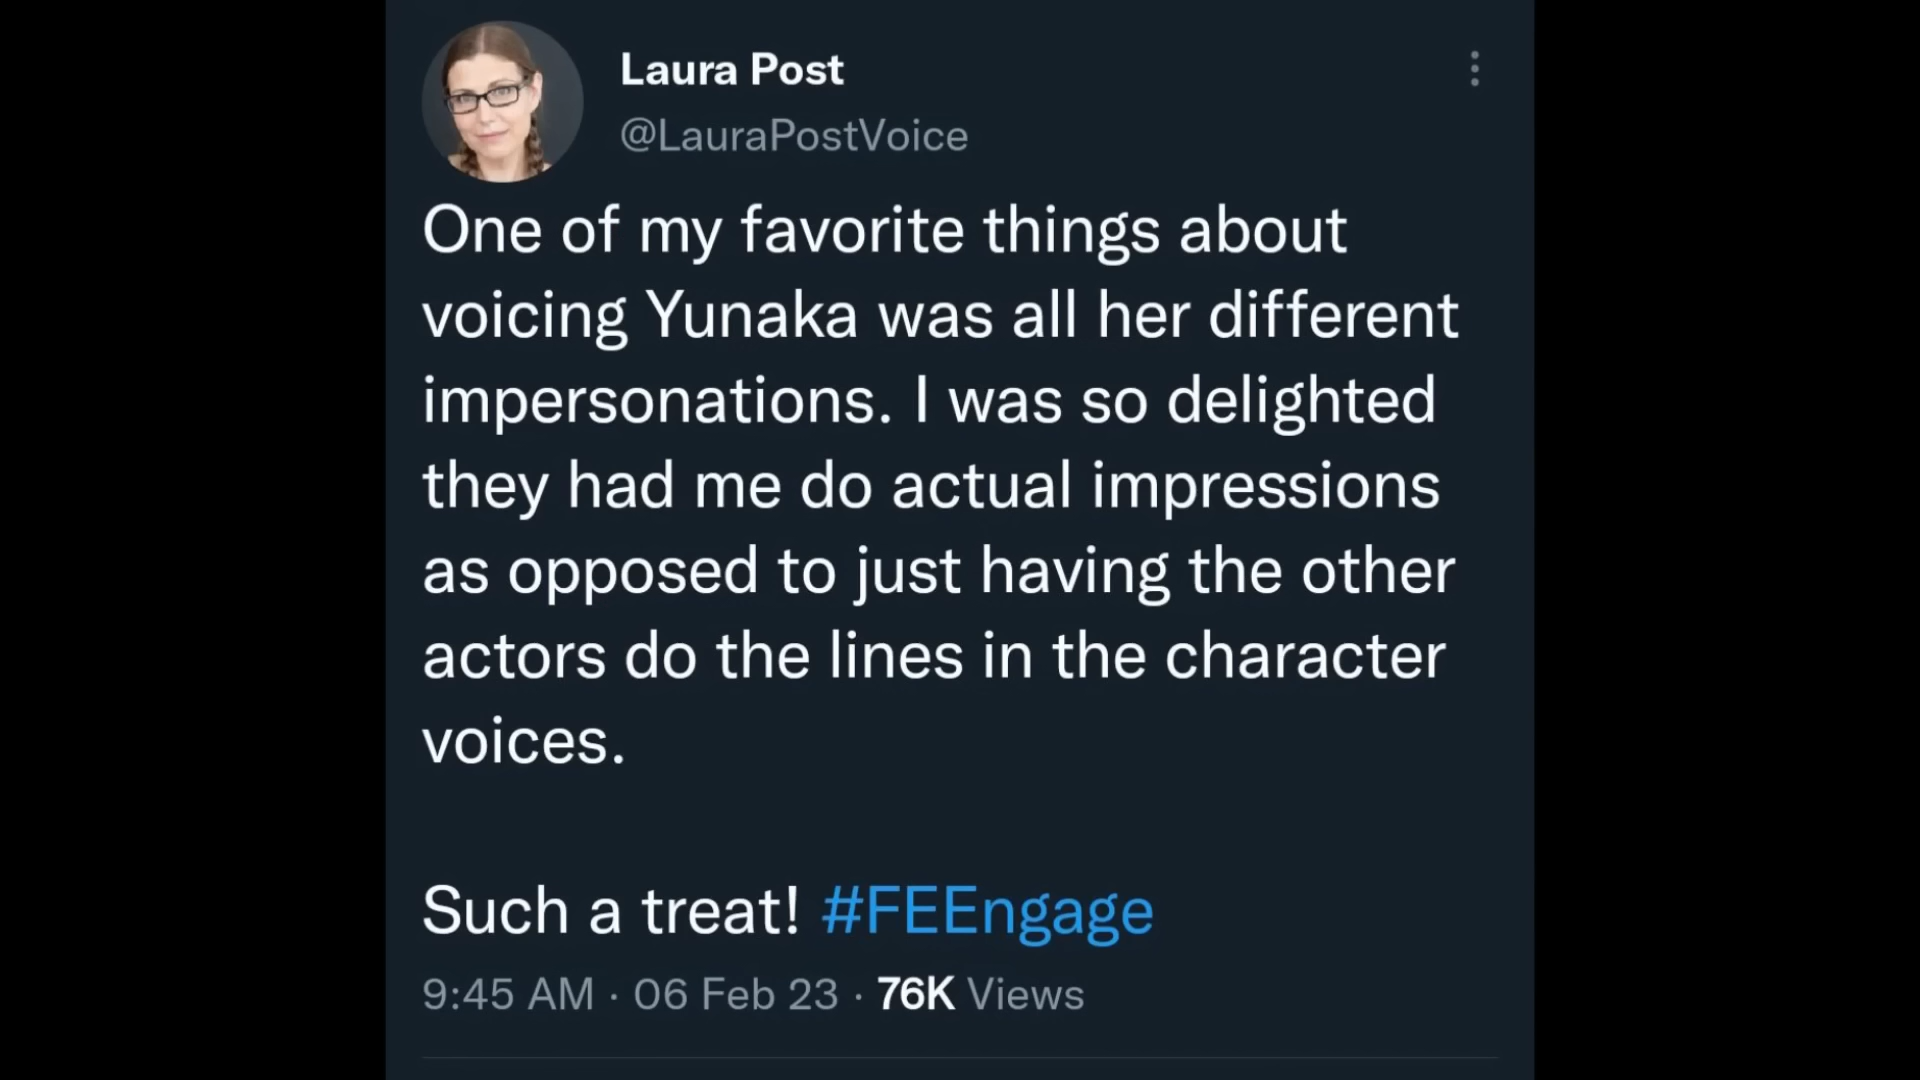 Laura Post
@LauraPostVoice
One of my favorite things about
voicing Yunaka was all her different
impersonations. I was so delighted
they had me do actual impressions
as opposed to just having the other
actors do the lines in the character
voices.
Such a treat! #FEEngage
9:45 AM · 06 Feb 23 · 76K Views